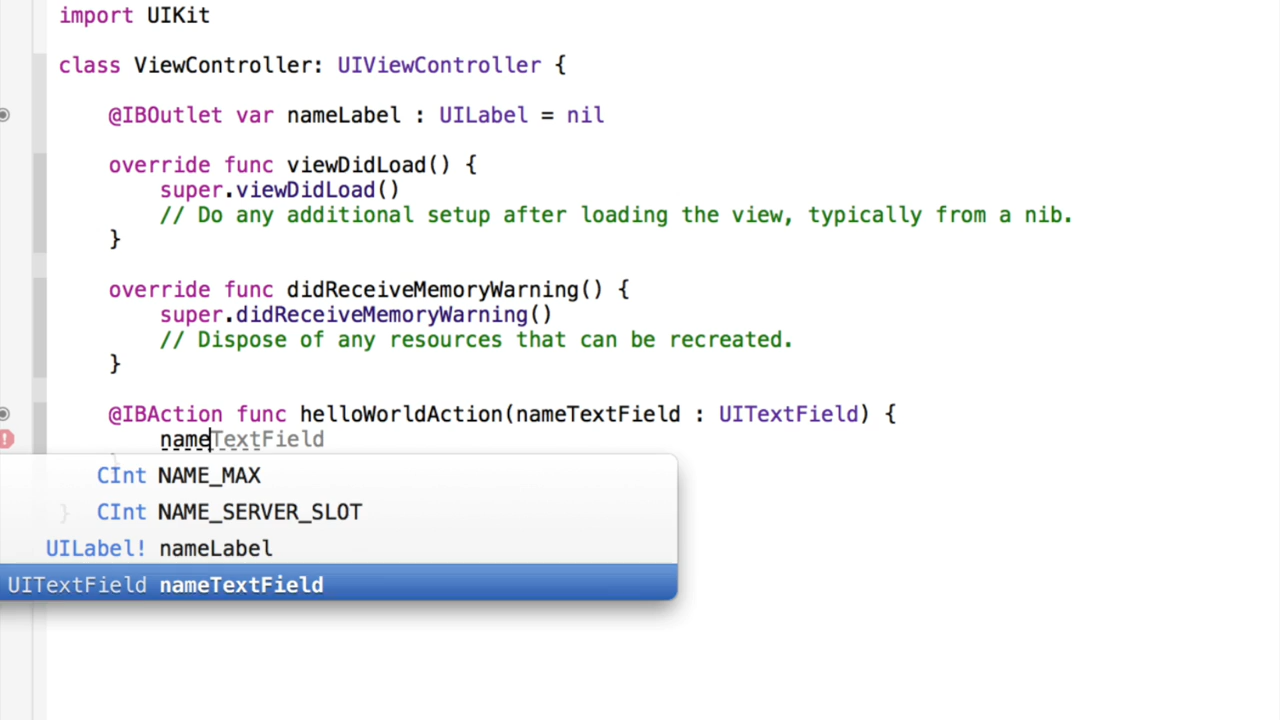 import UIKit
class ViewController: UIViewController {
@IBOutlet var nameLabel : UILabel = nil
override func viewDidLoad() {
super.viewDidLoad()
// Do any additional setup after loading the view, typically from a nib.
}
override func didReceiveMemoryWarning() {
super.didReceiveMemoryWarning()
// Dispose of any resources that can be recreated.
}
@IBAction func helloWorldAction(nameTextField : UITextField) {
nameTextField
}
CInt NAME_MAX
} CInt NAME_SERVER_SLOT
UILabel! nameLabel
UITextField nameTextField